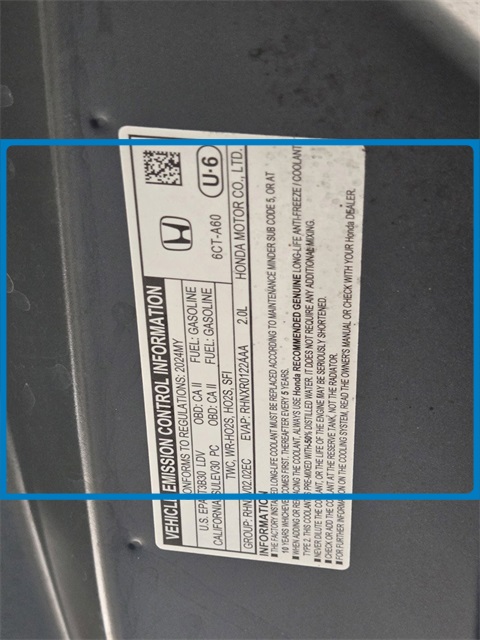 VEHICLE EMISSION CONTROL INFORMATION
CONFORMS TO REGULATIONS: 2024MY
U.S. EPA: T3B30 LDV OBD: CA II FUEL: GASOLINE
CALIFORNIA: SULEV30 PC OBD: CA II FUEL: GASOLINE
TWC, WR-HO2S, HO2S, SFI
GROUP: RHNXV02.02EC EVAP: RHNXR0122AAA 2.0L
6CT-A60
U·6
HONDA MOTOR CO., LTD.
INFORMATION
■ THE FACTORY INSTALLED LONG-LIFE COOLANT MUST BE REPLACED ACCORDING TO MAINTENANCE MINDER SUB CODE 5, OR AT
10 YEARS WHICHEVER COMES FIRST. THEREAFTER EVERY 5 YEARS.
■ WHEN ADDING OR REPLACING THE COOLANT, ALWAYS USE Honda RECOMMENDED GENUINE LONG-LIFE ANTI-FREEZE / COOLANT
TYPE 2. THIS COOLANT IS PRE-MIXED WITH 50% DISTILLED WATER. IT DOES NOT REQUIRE ANY ADDITIONAL MIXING.
■ NEVER DILUTE THE COOLANT, OR THE LIFE OF THE ENGINE MAY BE SERIOUSLY SHORTENED.
■ CHECK OR ADD THE COOLANT AT THE RESERVE TANK, NOT THE RADIATOR.
■ FOR FURTHER INFORMATION ON THE COOLING SYSTEM, READ THE OWNER'S MANUAL OR CHECK WITH YOUR Honda DEALER.